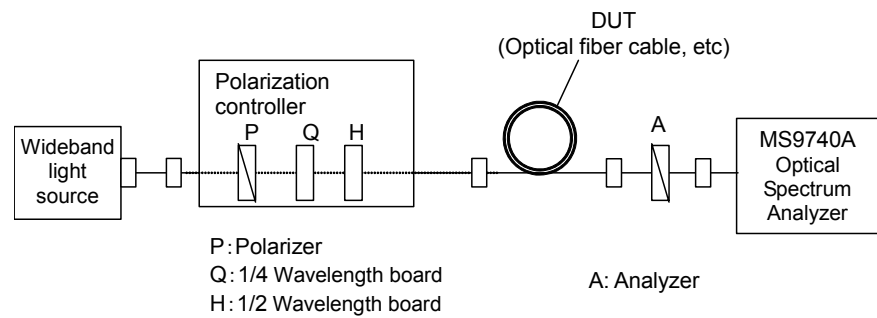 DUT
(Optical fiber cable, etc)
Polarization
controller
P
Q
H
A
Wideband
light
source
MS9740A
Optical
Spectrum
Analyzer
P:Polarizer
Q:1/4 Wavelength board
H:1/2 Wavelength board
A: Analyzer